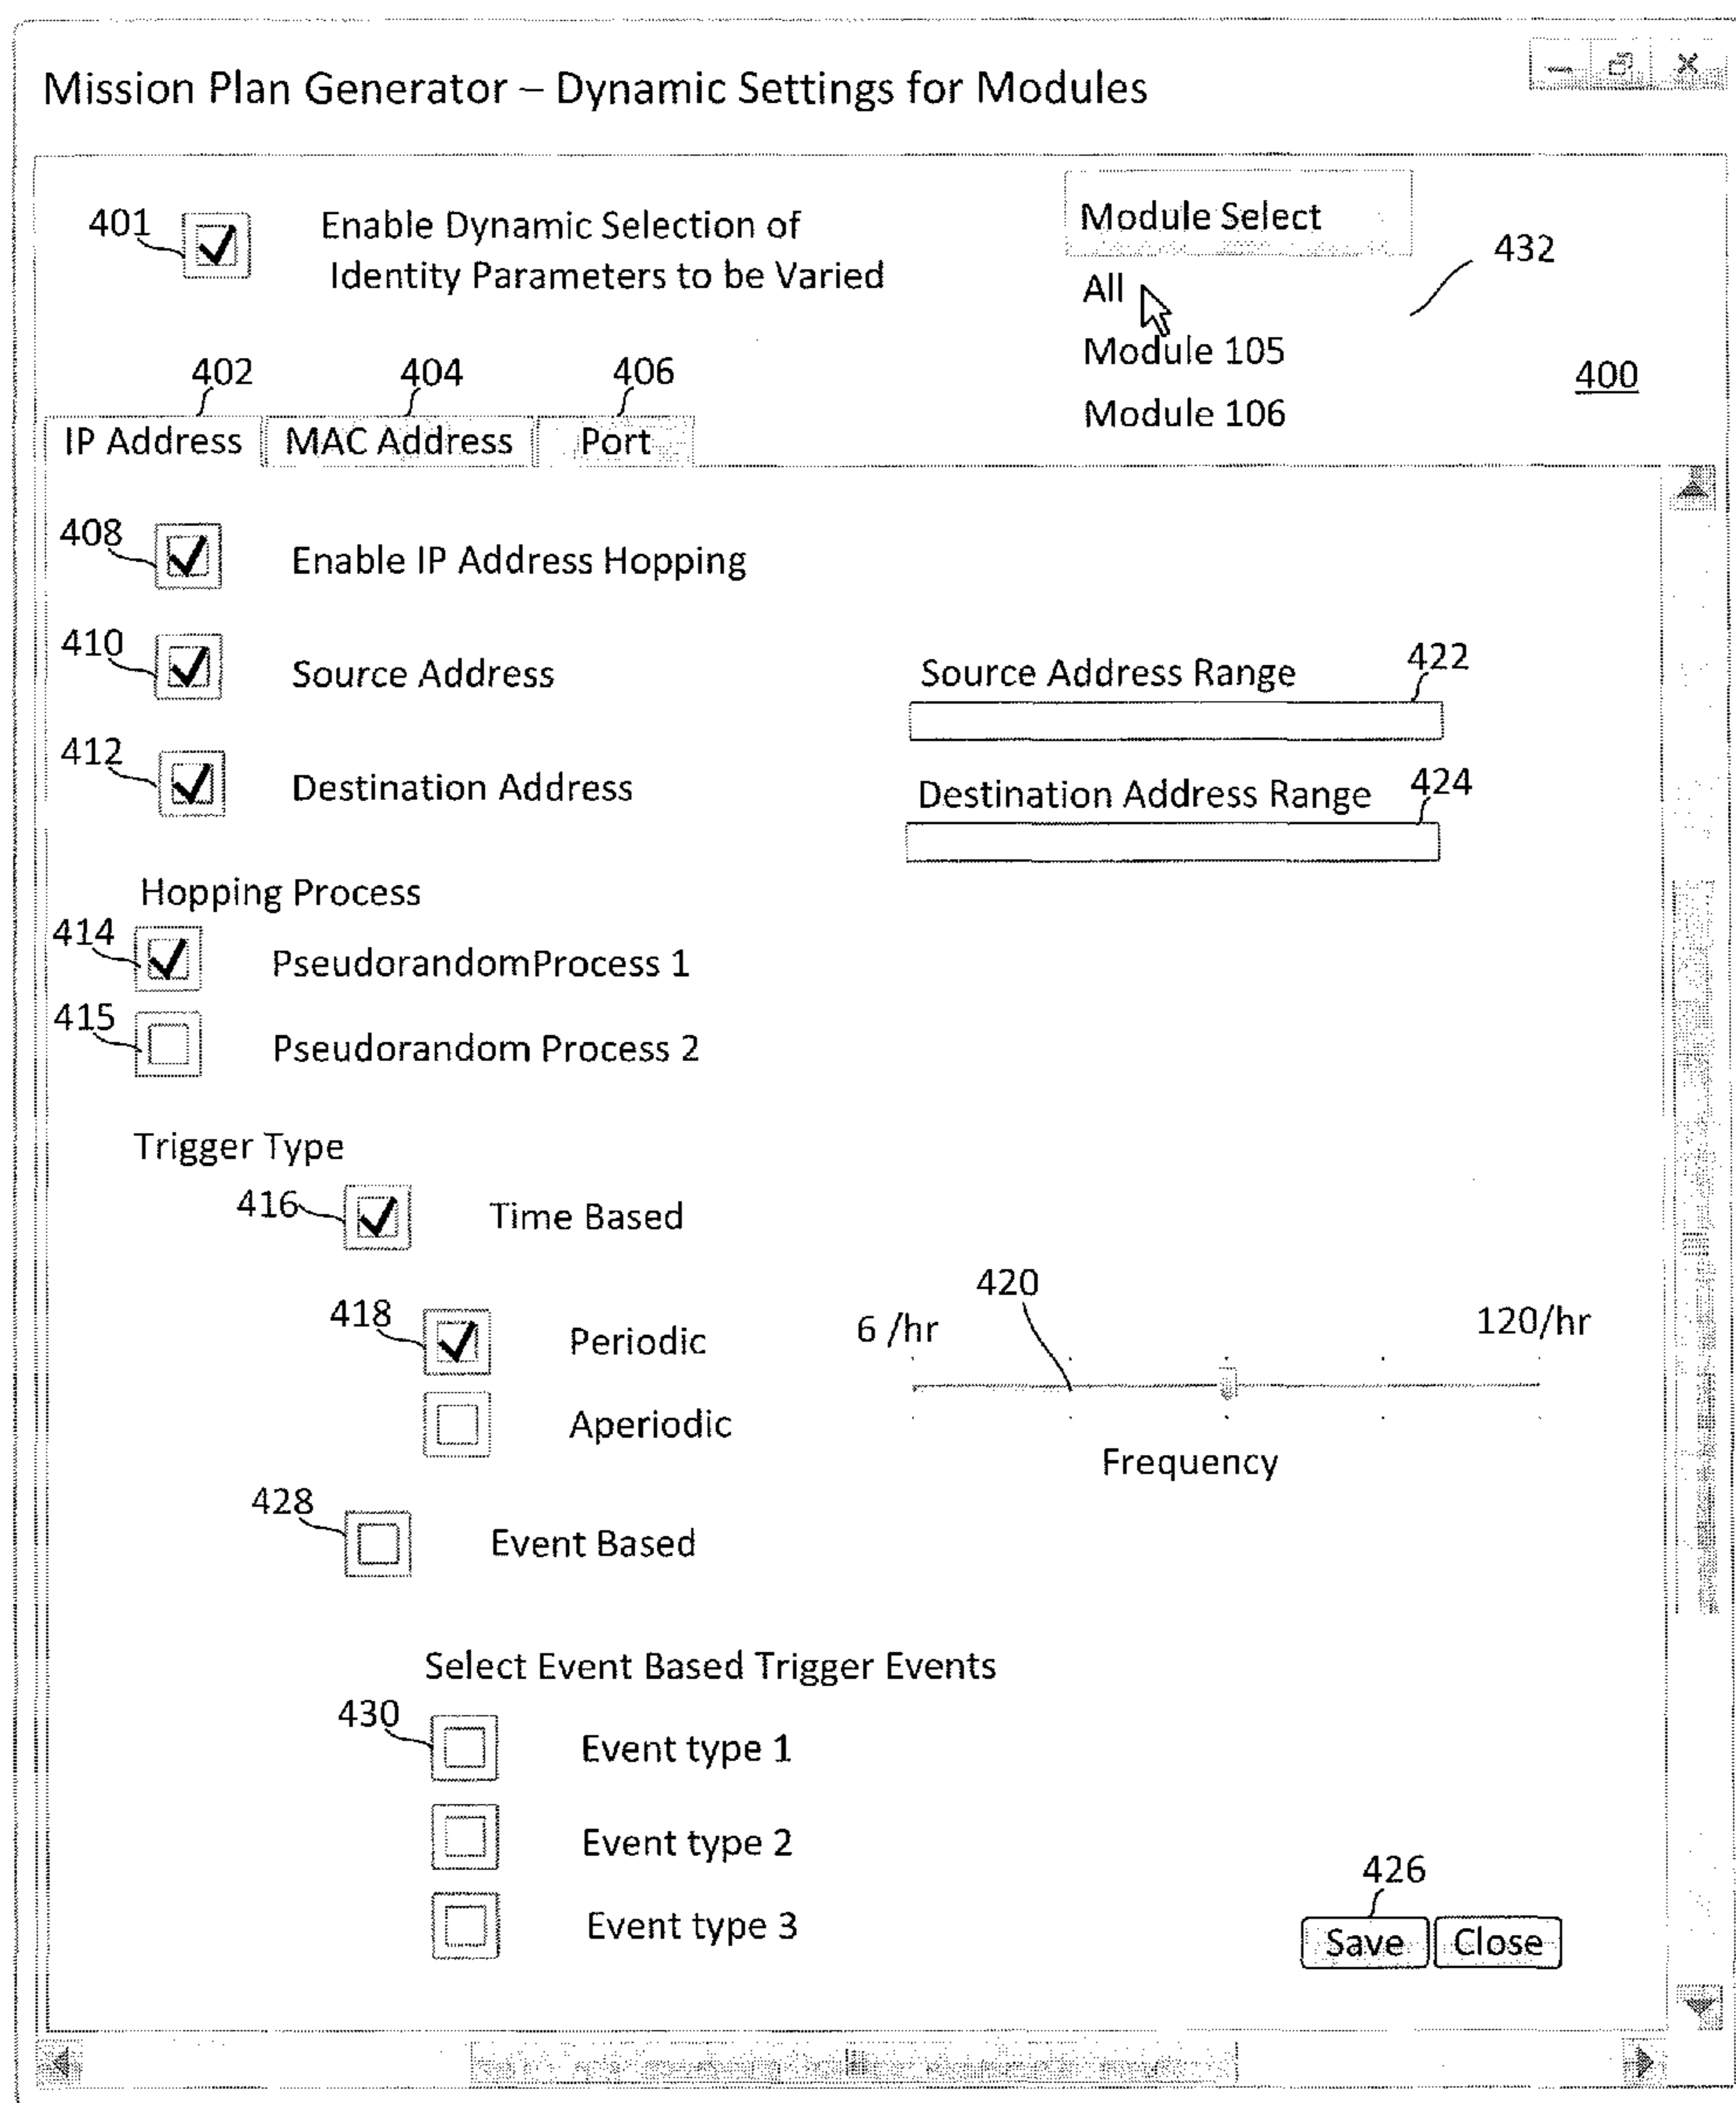 Mission Plan Generator – Dynamic Settings for Modules
401
Enable Dynamic Selection of
Identity Parameters to be Varied
Module Select
All
Module 105
Module 106
432
400
402
404
406
IP Address
MAC Address
Port
408
Enable IP Address Hopping
410
Source Address
Source Address Range
422
412
Destination Address
Destination Address Range
424
Hopping Process
414
PseudorandomProcess 1
415
Pseudorandom Process 2
Trigger Type
416
Time Based
418
Periodic
6 /hr
420
120/hr
Aperiodic
Frequency
428
Event Based
Select Event Based Trigger Events
430
Event type 1
Event type 2
Event type 3
426
Save
Close